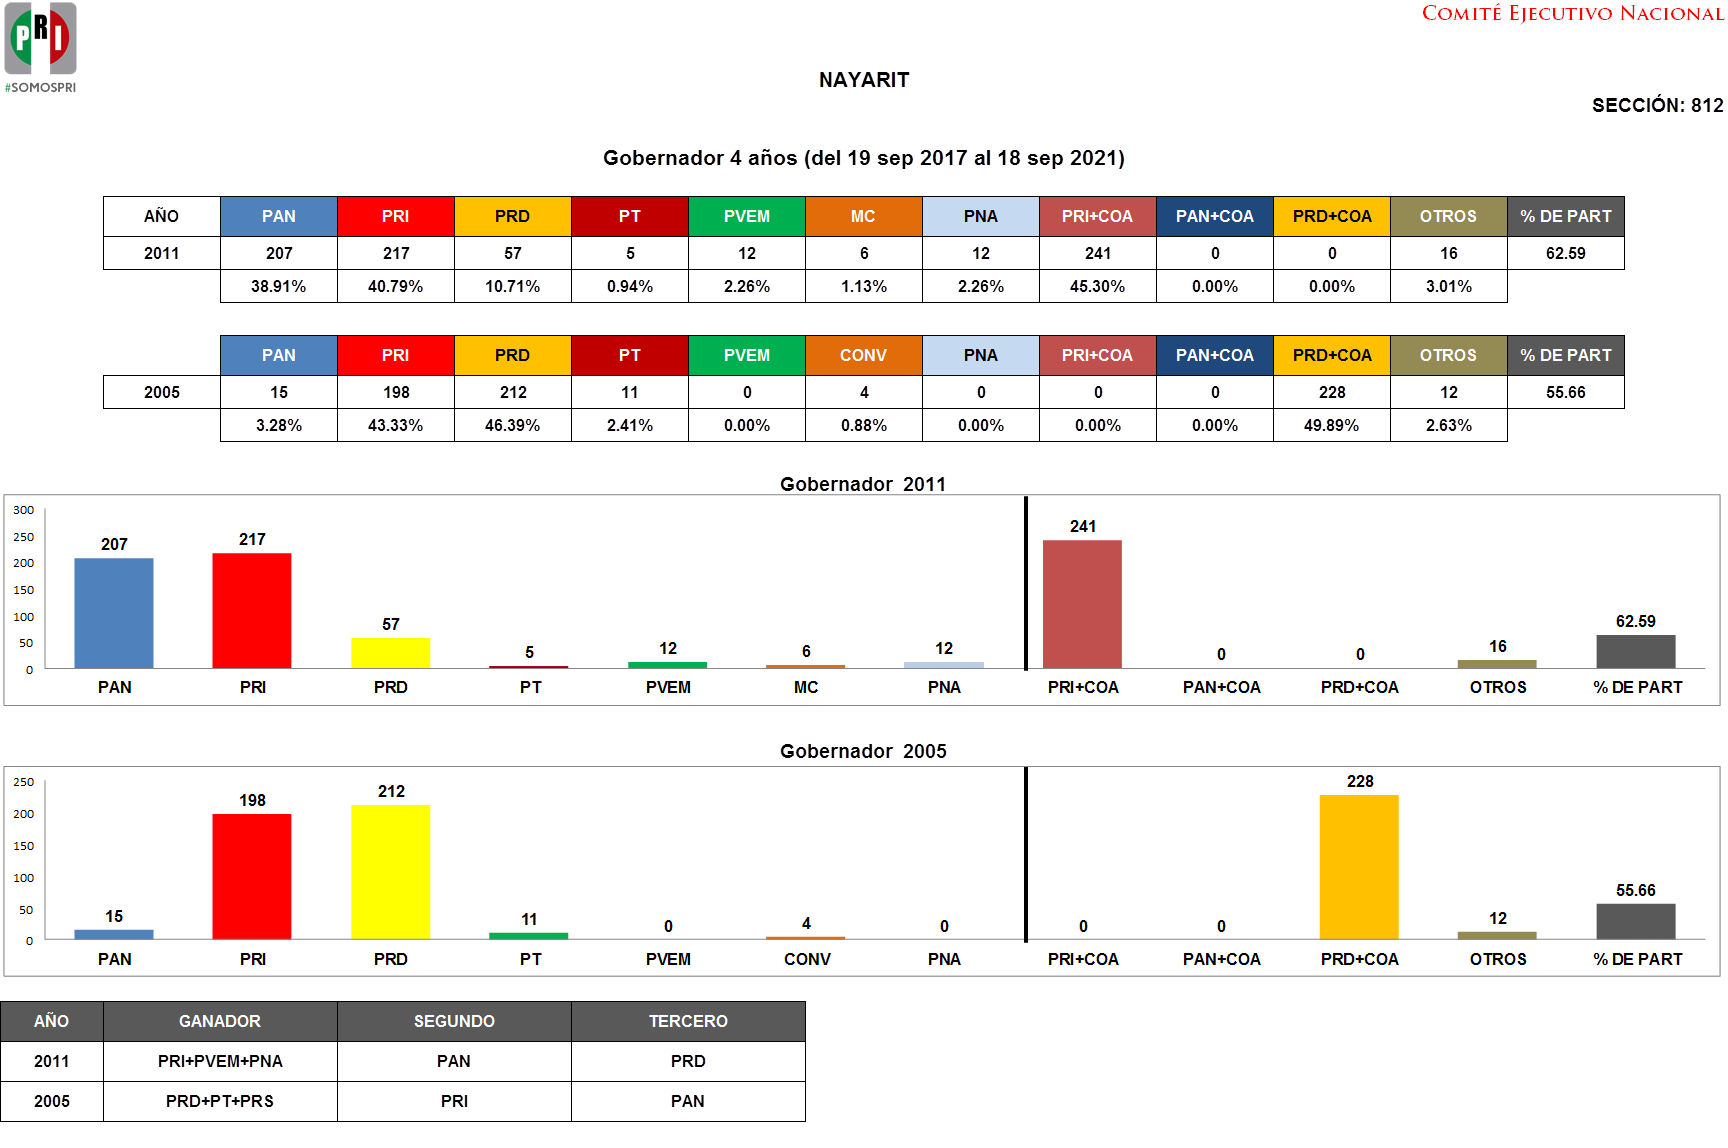 PRI
#SOMOSPRI
COMITÉ EJECUTIVO NACIONAL
NAYARIT
SECCIÓN: 812
Gobernador 4 años (del 19 sep 2017 al 18 sep 2021)
AÑO PAN PRI PRD PT PVEM MC PNA PRI+COA PAN+COA PRD+COA OTROS % DE PART
2011 207 217 57 5 12 6 12 241 0 0 16 62.59
38.91% 40.79% 10.71% 0.94% 2.26% 1.13% 2.26% 45.30% 0.00% 0.00% 3.01%
PAN PRI PRD PT PVEM CONV PNA PRI+COA PAN+COA PRD+COA OTROS % DE PART
2005 15 198 212 11 0 4 0 0 0 228 12 55.66
3.28% 43.33% 46.39% 2.41% 0.00% 0.88% 0.00% 0.00% 0.00% 49.89% 2.63%
Gobernador 2011
300
250
200
150
100
50
0
207 217 57 5 12 6 12 241 0 0 16 62.59
PAN PRI PRD PT PVEM MC PNA PRI+COA PAN+COA PRD+COA OTROS % DE PART
Gobernador 2005
250
200
150
100
50
0
15 198 212 11 0 4 0 0 0 228 12 55.66
PAN PRI PRD PT PVEM CONV PNA PRI+COA PAN+COA PRD+COA OTROS % DE PART
AÑO GANADOR SEGUNDO TERCERO
2011 PRI+PVEM+PNA PAN PRD
2005 PRD+PT+PRS PRI PAN